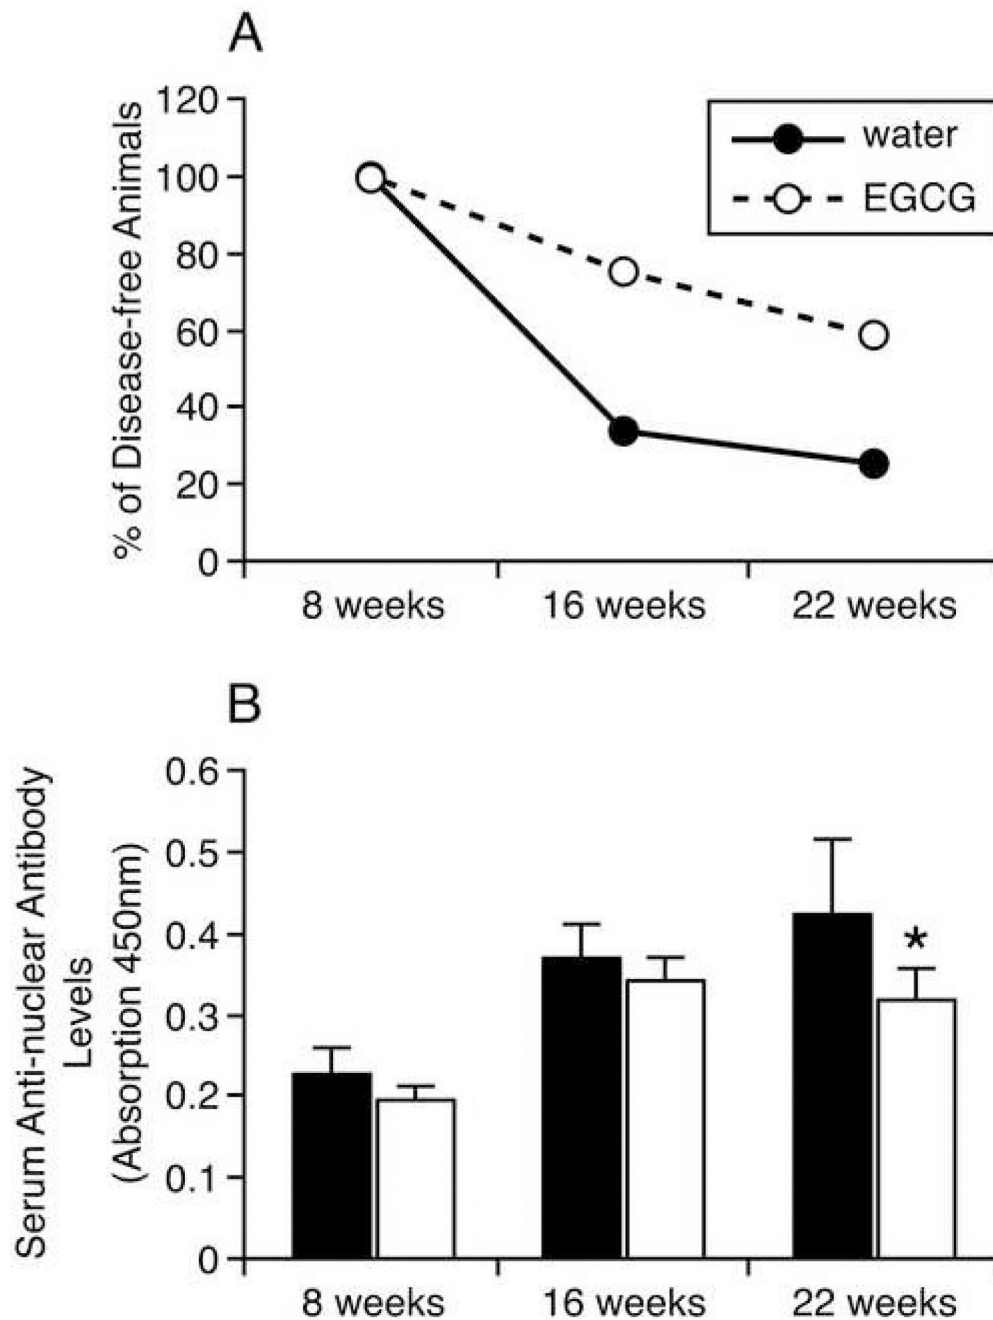 A
% of Disease-free Animals
120
100
80
60
40
20
0
water
EGCG
8 weeks
16 weeks
22 weeks
B
Serum Anti-nuclear Antibody
Levels
(Absorption 450nm)
0.6
0.5
0.4
0.3
0.2
0.1
0
*
8 weeks
16 weeks
22 weeks